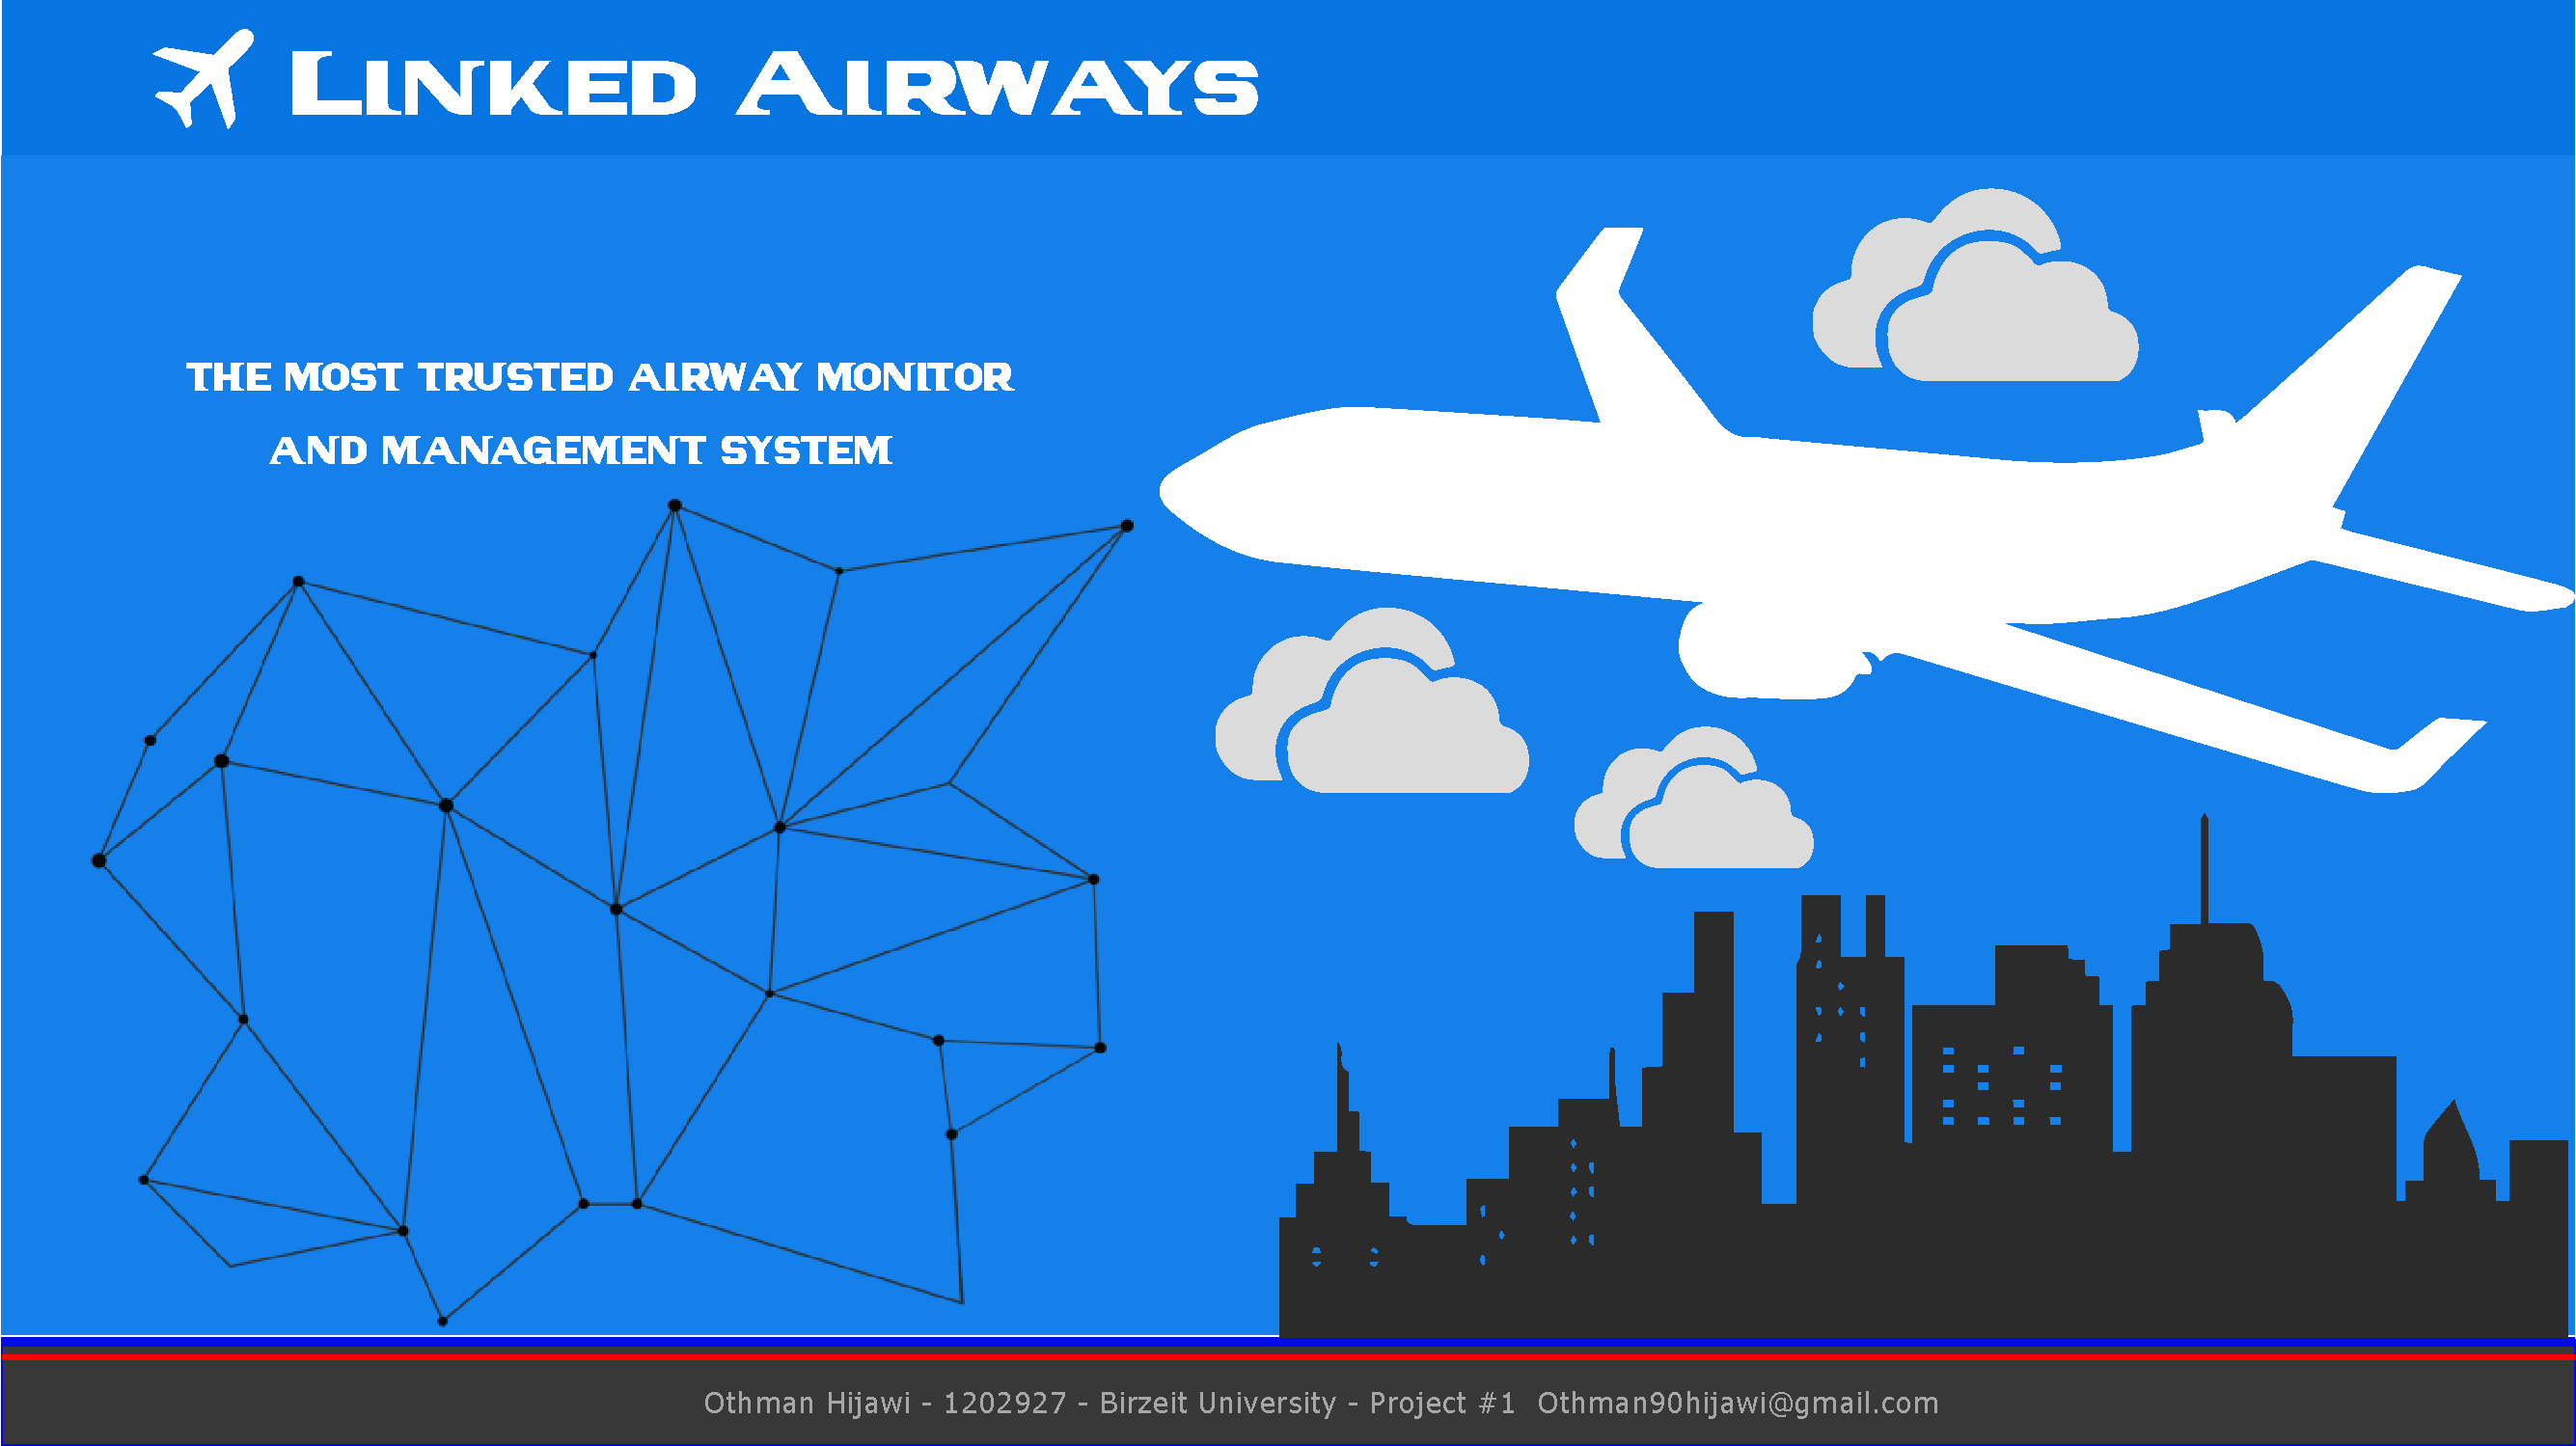 LINKED AIRWAYS
THE MOST TRUSTED AIRWAY MONITOR
AND MANAGEMENT SYSTEM
Othman Hijawi - 1202927 - Birzeit University - Project #1 Othman90hijawi@gmail.com